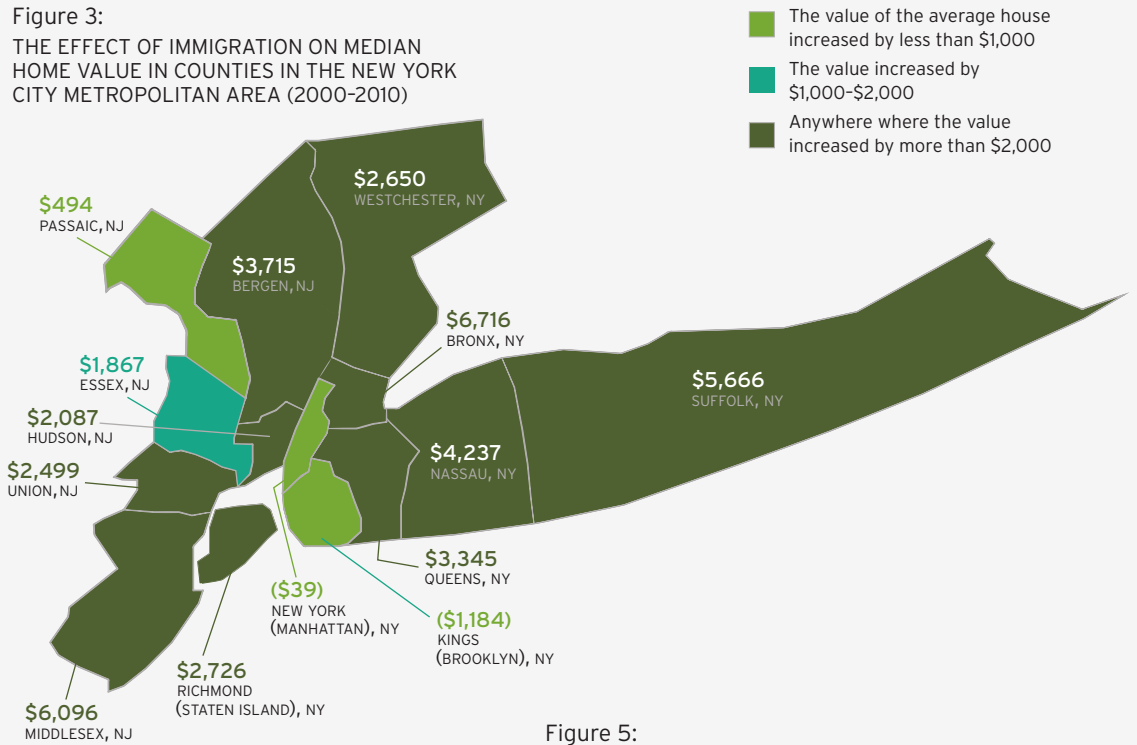 Figure 3:
THE EFFECT OF IMMIGRATION ON MEDIAN
HOME VALUE IN COUNTIES IN THE NEW YORK
CITY METROPOLITAN AREA (2000–2010)
The value of the average house
increased by less than $1,000
The value increased by
$1,000–$2,000
Anywhere where the value
increased by more than $2,000
$2,650
WESTCHESTER, NY
$494
PASSAIC, NJ
$3,715
BERGEN, NJ
$6,716
BRONX, NY
$1,867
ESSEX, NJ
$5,666
SUFFOLK, NY
$2,087
HUDSON, NJ
$4,237
NASSAU, NY
$2,499
UNION, NJ
$3,345
QUEENS, NY
($39)
NEW YORK
(MANHATTAN), NY
($1,184)
KINGS
(BROOKLYN), NY
$2,726
RICHMOND
(STATEN ISLAND), NY
$6,096
MIDDLESEX, NJ
Figure 5: